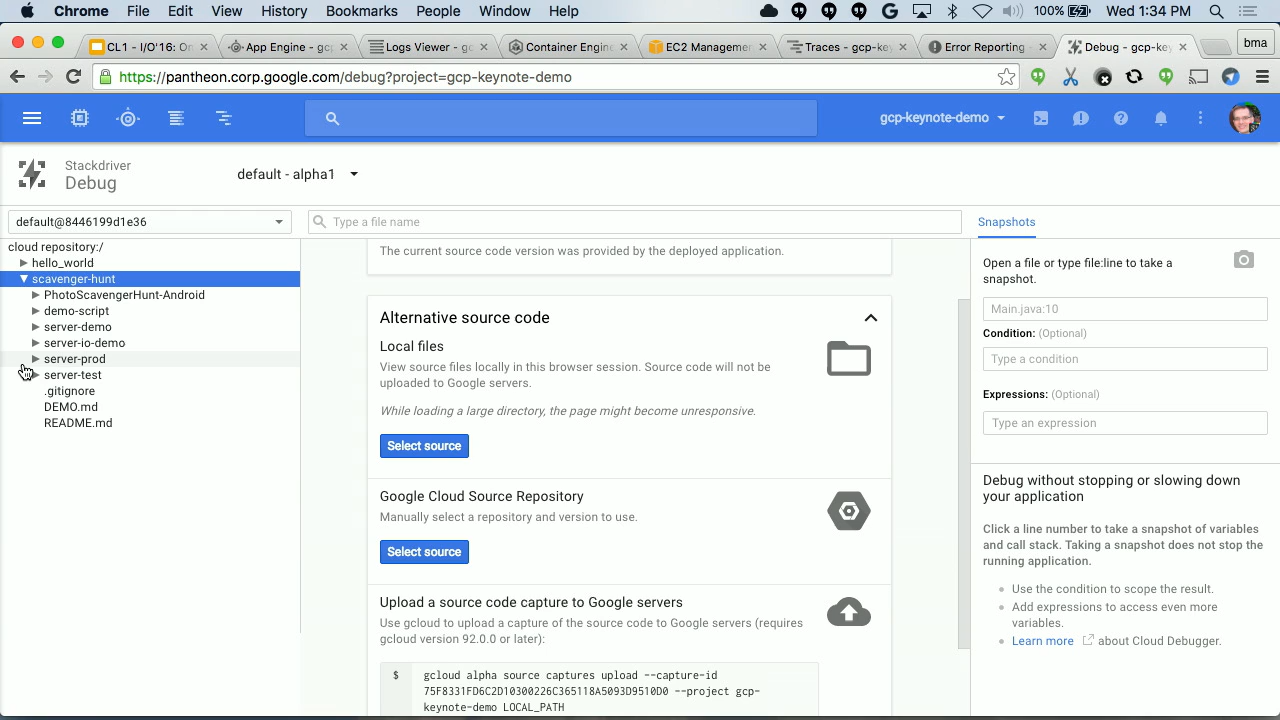 Chrome File Edit View History Bookmarks People Window Help 100% Wed 1:34 PM
CL1 - I/O'16: On App Engine - gcp Logs Viewer - gc Container Engin EC2 Manageme Traces - gcp-key Error Reporting Debug - gcp-key bma
https://pantheon.corp.google.com/debug?project=gcp-keynote-demo
gcp-keynote-demo
Stackdriver
Debug
default - alpha1
default@8446199d1e36
Type a file name
Snapshots
cloud repository:/
hello_world
scavenger-hunt
PhotoScavengerHunt-Android
demo-script
server-demo
server-io-demo
server-prod
server-test
.gitignore
DEMO.md
README.md
The current source code version was provided by the deployed application.
Alternative source code
Local files
View source files locally in this browser session. Source code will not be
uploaded to Google servers.
While loading a large directory, the page might become unresponsive.
Select source
Google Cloud Source Repository
Manually select a repository and version to use.
Select source
Upload a source code capture to Google servers
Use gcloud to upload a capture of the source code to Google servers (requires
gcloud version 92.0.0 or later):
$ gcloud alpha source captures upload --capture-id
75F8331FD6C2D10300226C365118A5093D9510D0 --project gcp-
keynote-demo LOCAL_PATH
Open a file or type file:line to take a
snapshot.
Main.java:10
Condition: (Optional)
Type a condition
Expressions: (Optional)
Type an expression
Debug without stopping or slowing down
your application
Click a line number to take a snapshot of variables
and call stack. Taking a snapshot does not stop the
running application.
Use the condition to scope the result.
Add expressions to access even more
variables.
Learn more about Cloud Debugger.